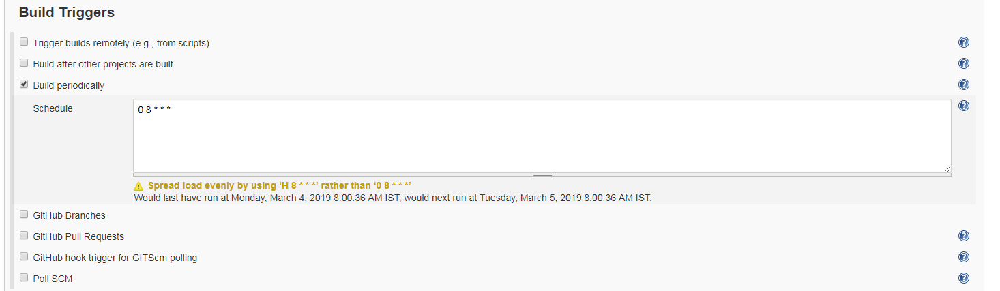 Build Triggers
Trigger builds remotely (e.g., from scripts)
Build after other projects are built
Build periodically
Schedule
0 8 * * *
Spread load evenly by using ‘H 8 * * *’ rather than ‘0 8 * * *’
Would last have run at Monday, March 4, 2019 8:00:36 AM IST; would next run at Tuesday, March 5, 2019 8:00:36 AM IST.
GitHub Branches
GitHub Pull Requests
GitHub hook trigger for GITScm polling
Poll SCM